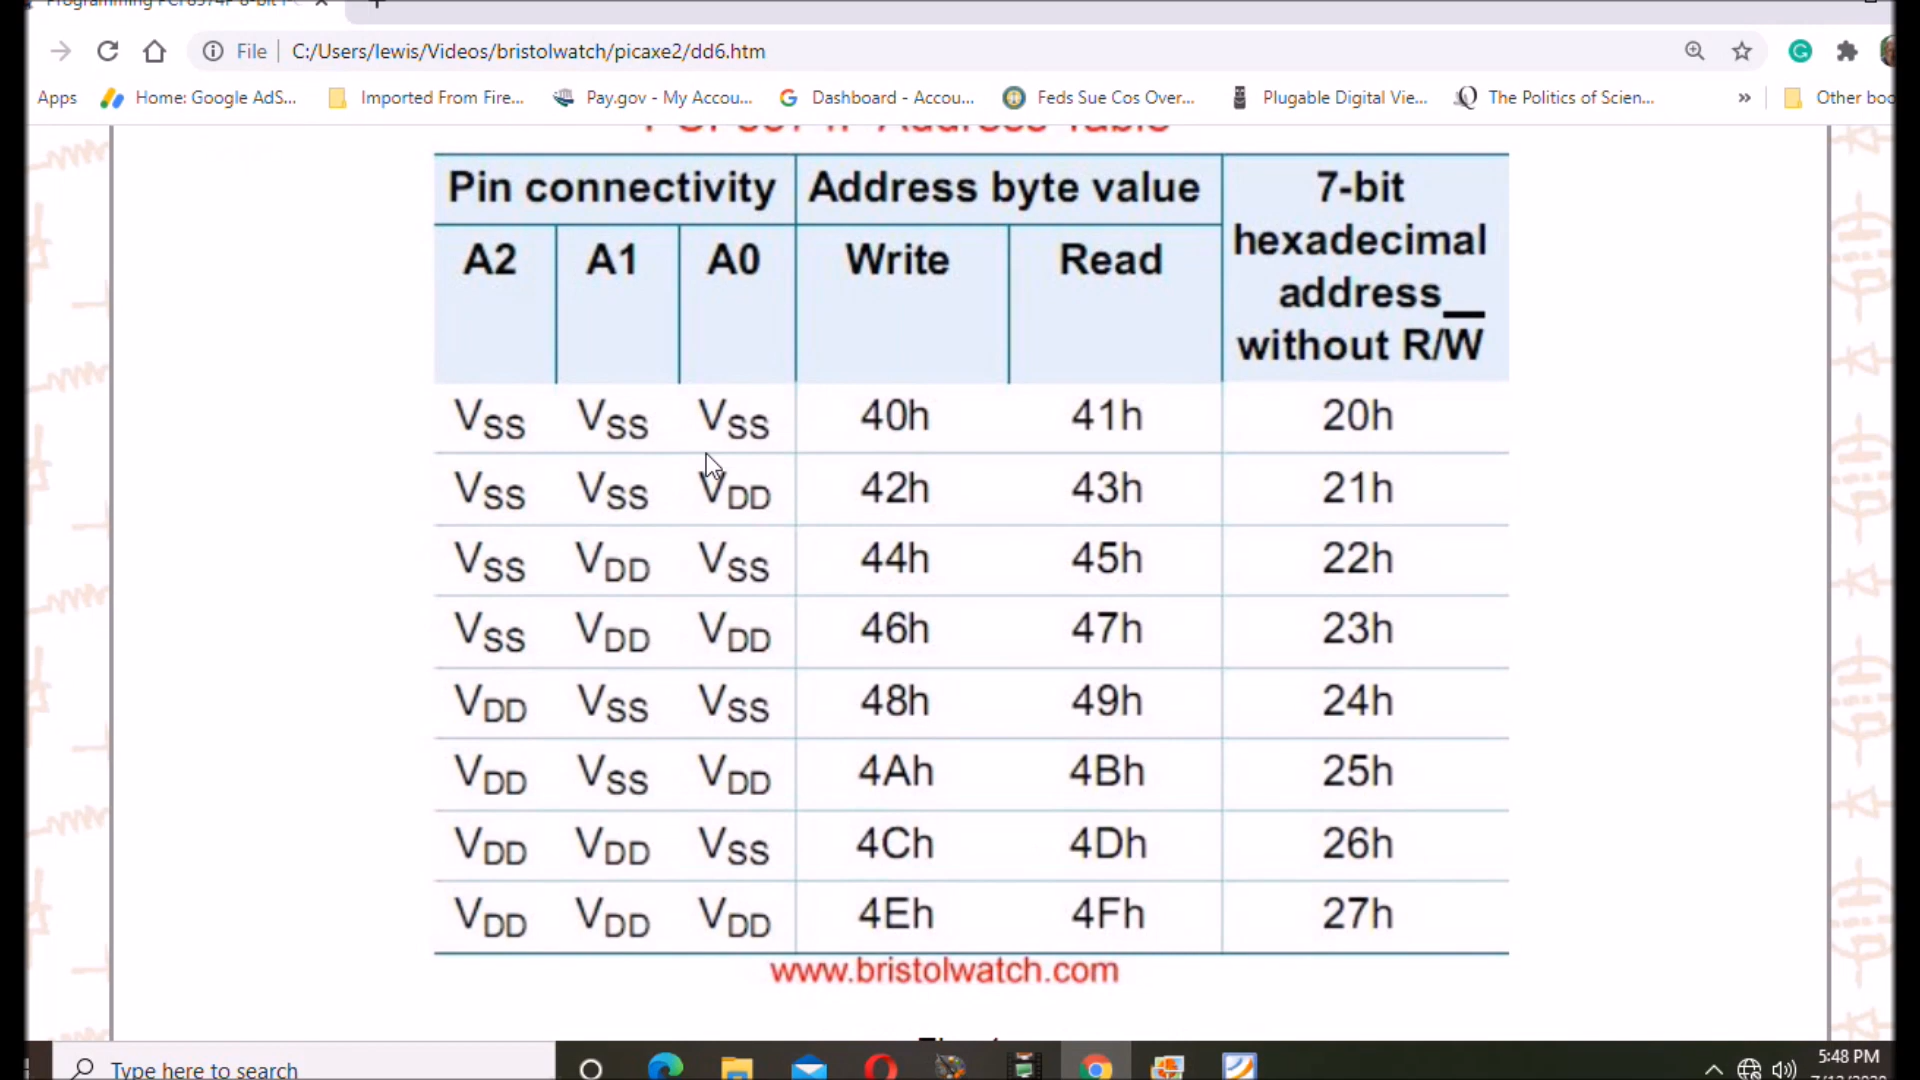 File | C:/Users/lewis/Videos/bristolwatch/picaxe2/dd6.htm
Apps Home: Google AdS... Imported From Fire... Pay.gov - My Accou... Dashboard - Accou... Feds Sue Cos Over... Plugable Digital Vie... The Politics of Scien... » Other boo
Address Table
Pin connectivity Address byte value 7-bit hexadecimal address without R/W
A2 A1 A0 Write Read
VSS VSS VSS 40h 41h 20h
VSS VSS VDD 42h 43h 21h
VSS VDD VSS 44h 45h 22h
VSS VDD VDD 46h 47h 23h
VDD VSS VSS 48h 49h 24h
VDD VSS VDD 4Ah 4Bh 25h
VDD VDD VSS 4Ch 4Dh 26h
VDD VDD VDD 4Eh 4Fh 27h
www.bristolwatch.com
Type here to search
5:48 PM